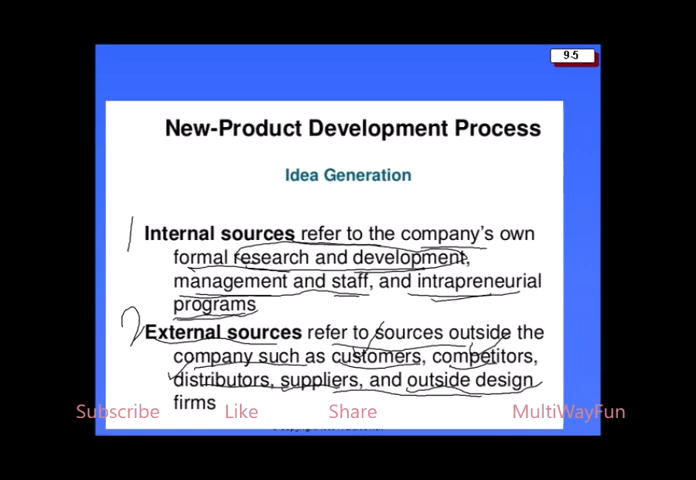 9-5
New-Product Development Process
Idea Generation
1
Internal sources refer to the company's own
formal research and development,
management and staff, and intrapreneurial
programs
2
External sources refer to sources outside the
company such as customers, competitors,
distributors, suppliers, and outside design
firms
Subscribe Like Share MultiWayFun